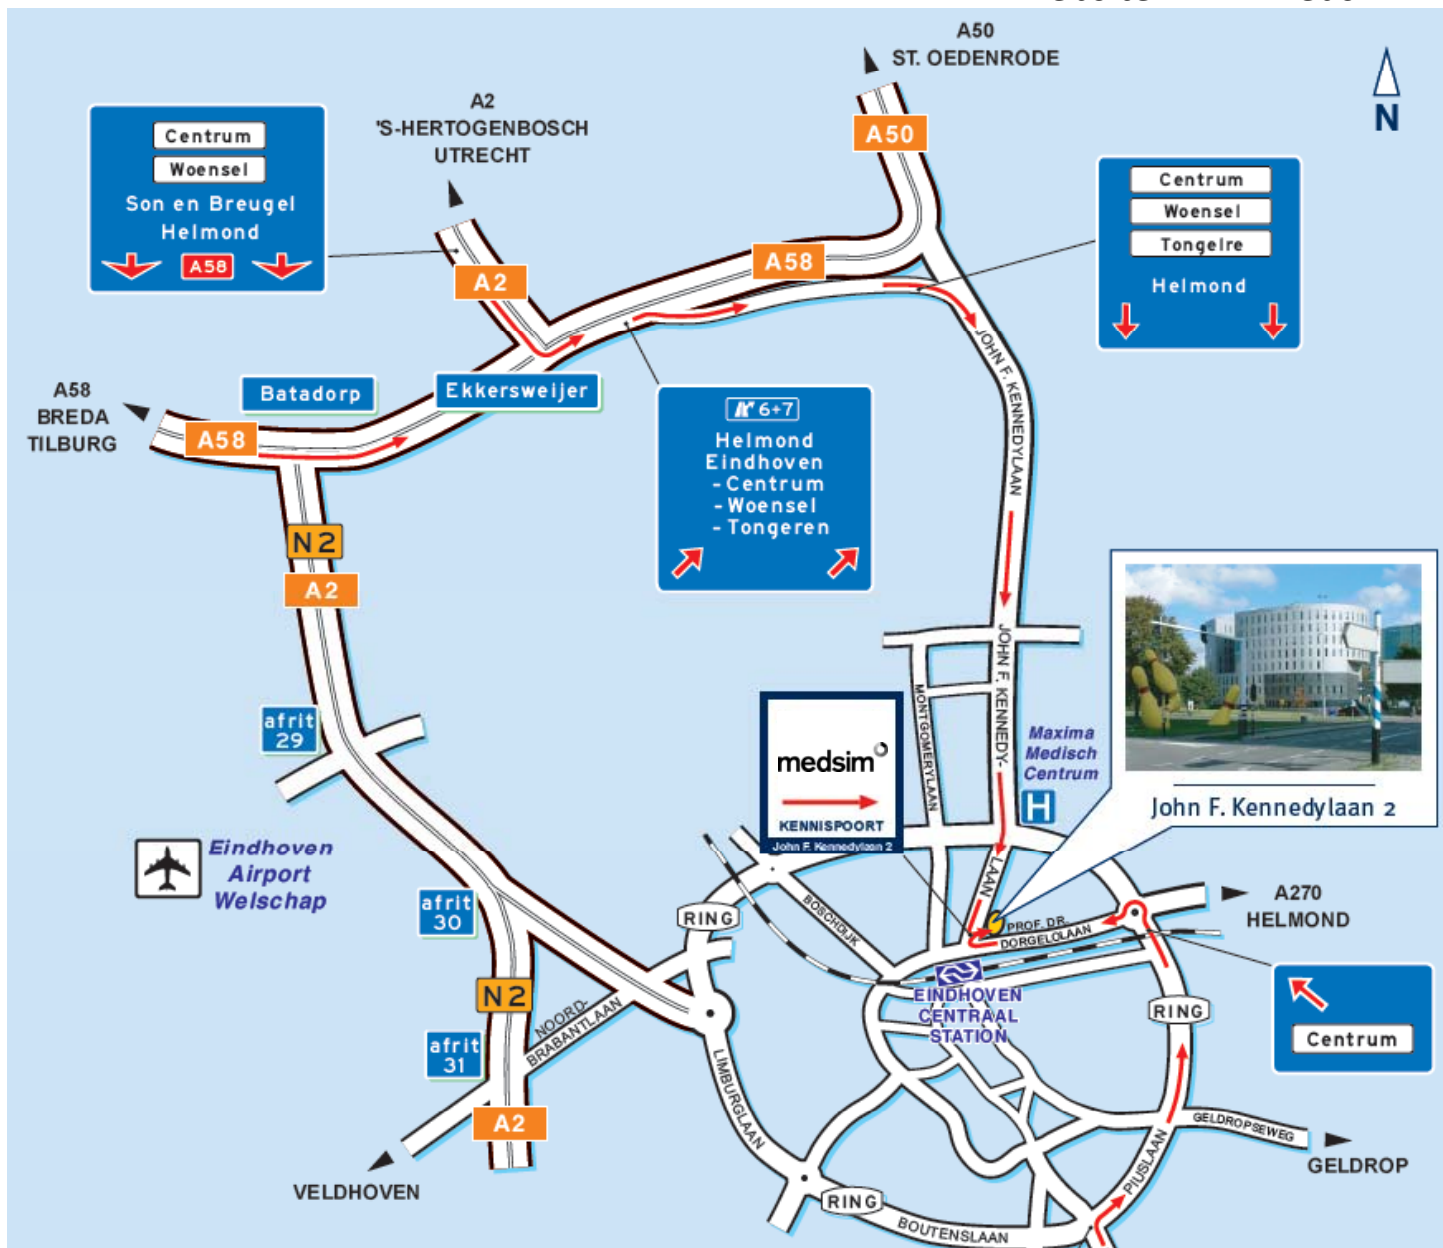 A50
ST. OEDENRODE
A2
'S-HERTOGENBOSCH
UTRECHT
N
A50
Centrum
Woensel
Son en Breugel
Helmond
A58
Centrum
Woensel
Tongelre
Helmond
A2
A58
A58
BREDA
TILBURG
Batadorp
Ekkersweijer
A58
6+7
Helmond
Eindhoven
-Centrum
-Woensel
-Tongeren
JOHN F. KENNEDYLAAN
N2
A2
JOHN F. KENNEDY-
LAAN
MONTGOMERYLAAN
afrit
29
medsim
KENNISPOORT
John F. Kennedylaan 2
Maxima
Medisch
Centrum
H
John F. Kennedylaan 2
Eindhoven
Airport
Welschap
afrit
30
RING
BOSCHDIJK
PROF. DR.
DORGELOLAAN
A270
HELMOND
N2
NOORD-
BRABANTLAAN
EINDHOVEN
CENTRAAL
STATION
RING
Centrum
afrit
31
LIMBURGLAAN
A2
GELDROPSEWEG
GELDROP
PIUSLAAN
VELDHOVEN
RING
BOUTENSLAAN